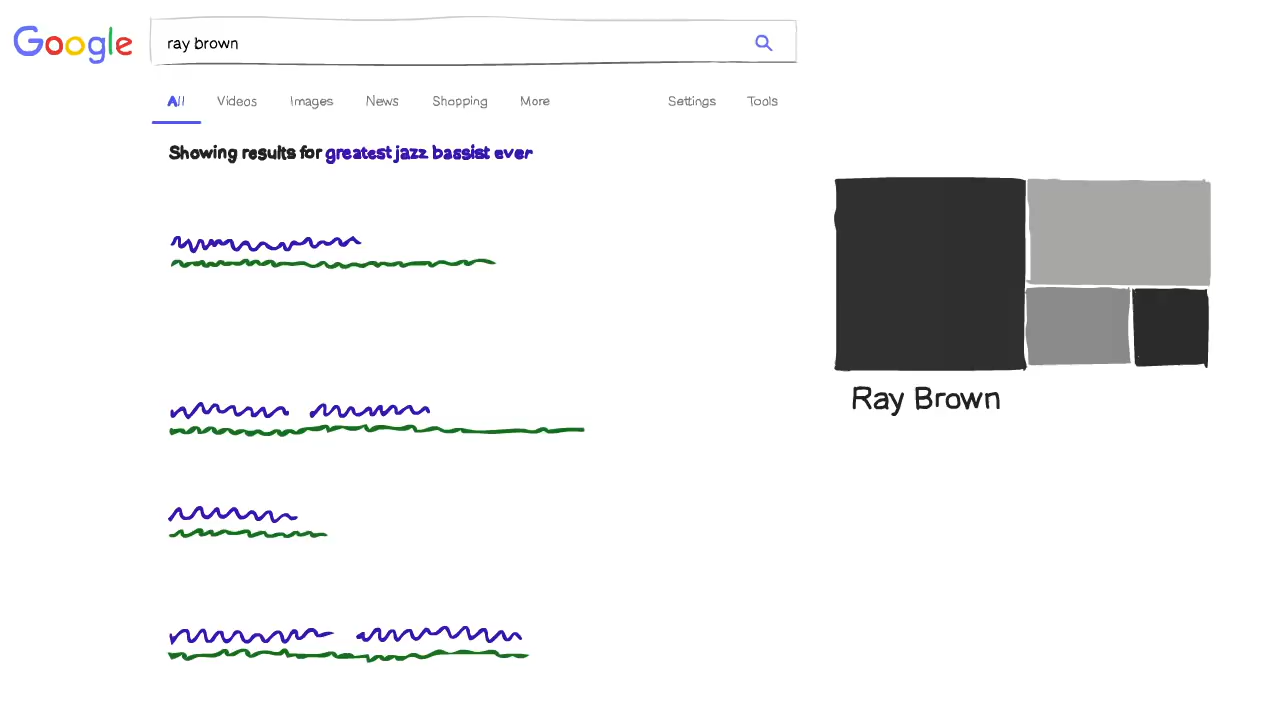 Google
ray brown
All Videos Images News Shopping More Settings Tools
Showing results for greatest jazz bassist ever
Ray Brown